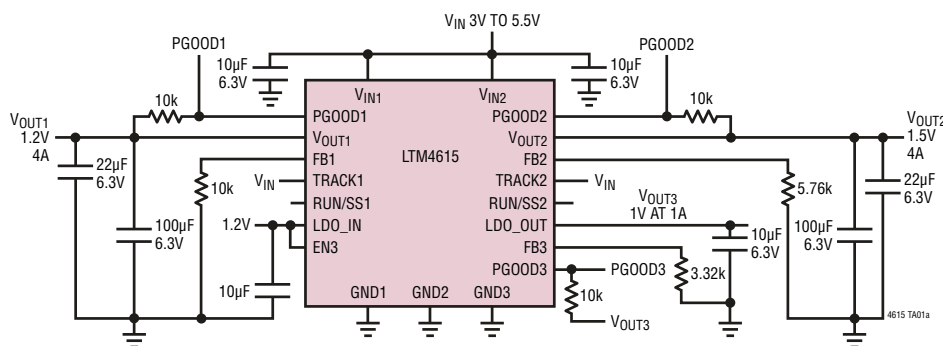 V_IN 3V TO 5.5V
PGOOD1
PGOOD2
10µF
6.3V
10µF
6.3V
10k
10k
V_IN1
V_IN2
PGOOD1
PGOOD2
V_OUT1
1.2V
4A
V_OUT2
1.5V
4A
V_OUT1
V_OUT2
LTM4615
FB1
FB2
22µF
6.3V
22µF
6.3V
10k
5.76k
V_IN
TRACK1
TRACK2
V_IN
RUN/SS1
RUN/SS2
V_OUT3
1V AT 1A
100µF
6.3V
100µF
6.3V
1.2V
LDO_IN
LDO_OUT
EN3
FB3
10µF
6.3V
PGOOD3
PGOOD3
3.32k
10µF
10k
GND1
GND2
GND3
V_OUT3
4615 TA01a